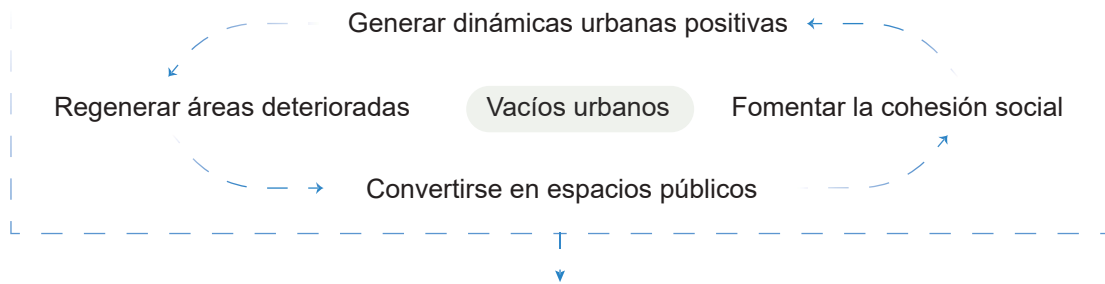 Generar dinámicas urbanas positivas
Regenerar áreas deterioradas
Vacíos urbanos
Fomentar la cohesión social
Convertirse en espacios públicos